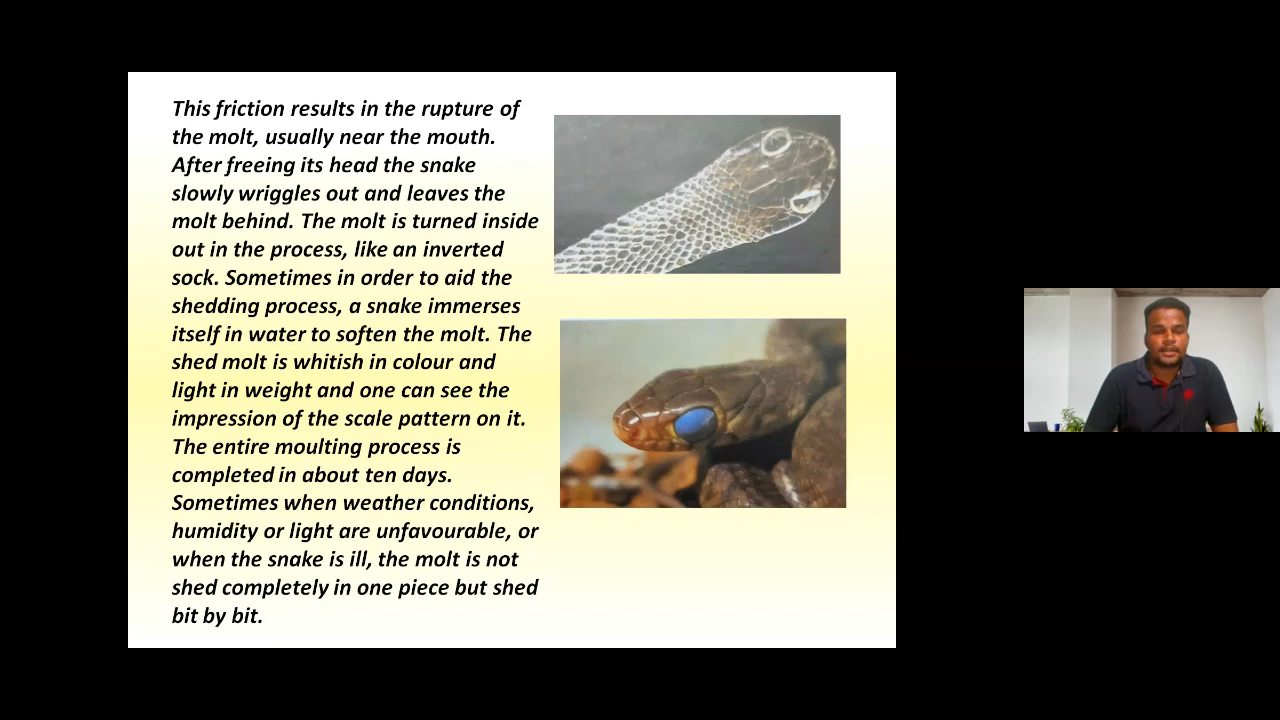 This friction results in the rupture of
the molt, usually near the mouth.
After freeing its head the snake
slowly wriggles out and leaves the
molt behind. The molt is turned inside
out in the process, like an inverted
sock. Sometimes in order to aid the
shedding process, a snake immerses
itself in water to soften the molt. The
shed molt is whitish in colour and
light in weight and one can see the
impression of the scale pattern on it.
The entire moulting process is
completed in about ten days.
Sometimes when weather conditions,
humidity or light are unfavourable, or
when the snake is ill, the molt is not
shed completely in one piece but shed
bit by bit.